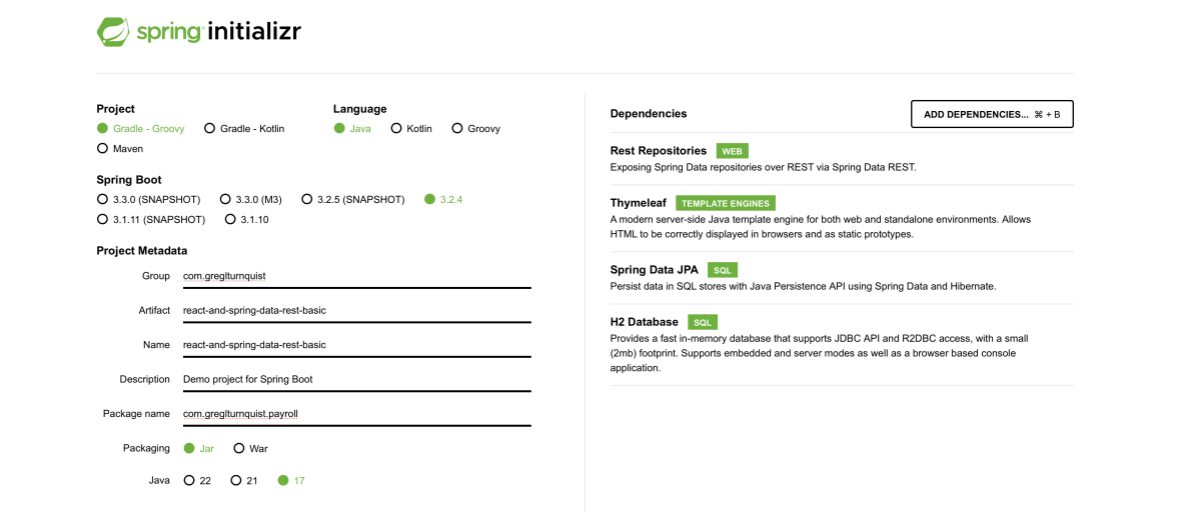 spring initializr
Project
Gradle - Groovy Gradle - Kotlin
Maven
Language
Java Kotlin Groovy
Spring Boot
3.3.0 (SNAPSHOT) 3.3.0 (M3) 3.2.5 (SNAPSHOT) 3.2.4
3.1.11 (SNAPSHOT) 3.1.10
Project Metadata
Group com.greglturnquist
Artifact react-and-spring-data-rest-basic
Name react-and-spring-data-rest-basic
Description Demo project for Spring Boot
Package name com.greglturnquist.payroll
Packaging Jar War
Java 22 21 17
Dependencies ADD DEPENDENCIES... ⌘ + B
Rest Repositories WEB
Exposing Spring Data repositories over REST via Spring Data REST.
Thymeleaf TEMPLATE ENGINES
A modern server-side Java template engine for both web and standalone environments. Allows
HTML to be correctly displayed in browsers and as static prototypes.
Spring Data JPA SQL
Persist data in SQL stores with Java Persistence API using Spring Data and Hibernate.
H2 Database SQL
Provides a fast in-memory database that supports JDBC API and R2DBC access, with a small
(2mb) footprint. Supports embedded and server modes as well as a browser based console
application.